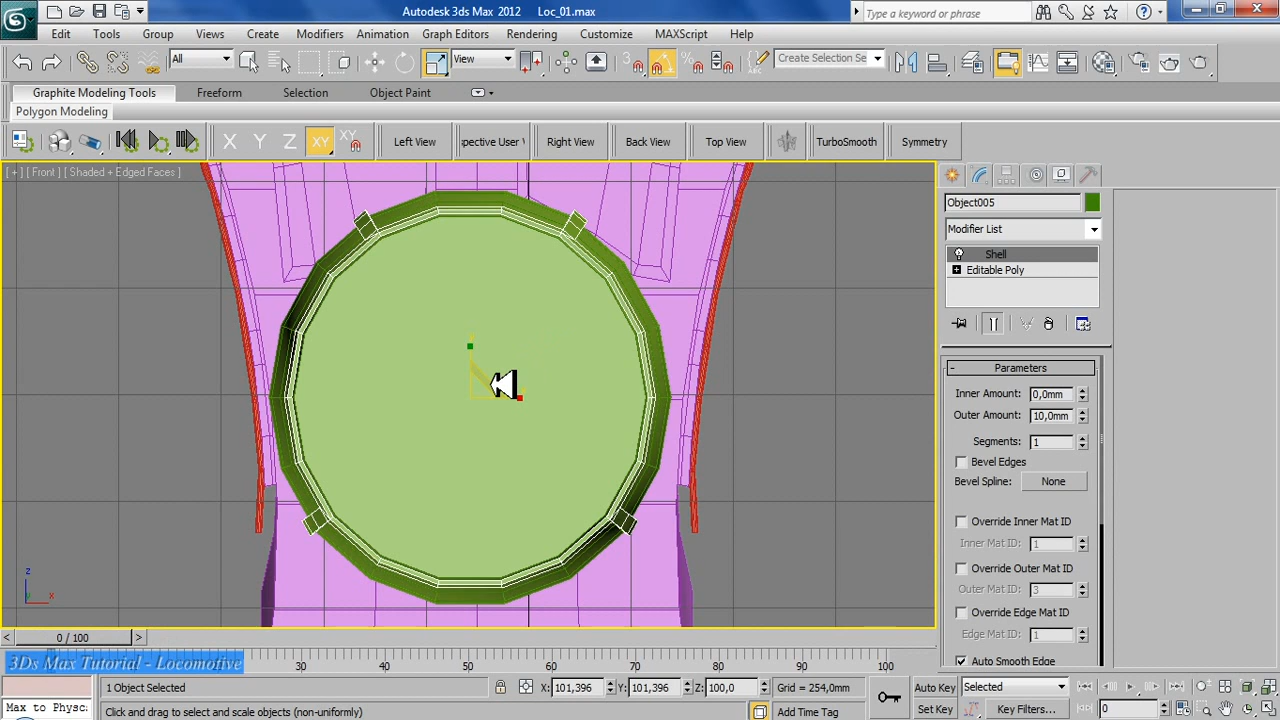 Autodesk 3ds Max 2012 Loc_01.max
Type a keyword or phrase
Edit Tools Group Views Create Modifiers Animation Graph Editors Rendering Customize MAXScript Help
All View Create Selection Se
Graphite Modeling Tools Freeform Selection Object Paint
Polygon Modeling
X Y Z XY XY Left View pective User V Right View Back View Top View TurboSmooth Symmetry
[ + ] [ Front ] [ Shaded + Edged Faces ]
Object005
Modifier List
Shell
Editable Poly
- Parameters
Inner Amount: 0,0mm
Outer Amount: 10,0mm
Segments: 1
Bevel Edges
Bevel Spline: None
Override Inner Mat ID
Inner Mat ID: 1
Override Outer Mat ID
Outer Mat ID: 3
Override Edge Mat ID
Edge Mat ID: 1
Auto Smooth Edge
z
x
< 0 / 100 >
3Ds Max Tutorial - Locomotive
30 40 50 60 70 80 90 100
1 Object Selected X: 101,396 Y: 101,396 Z: 100,0 Grid = 254,0mm Auto Key Selected
Max to Physc
Click and drag to select and scale objects (non-uniformly) Add Time Tag Set Key Key Filters... 0